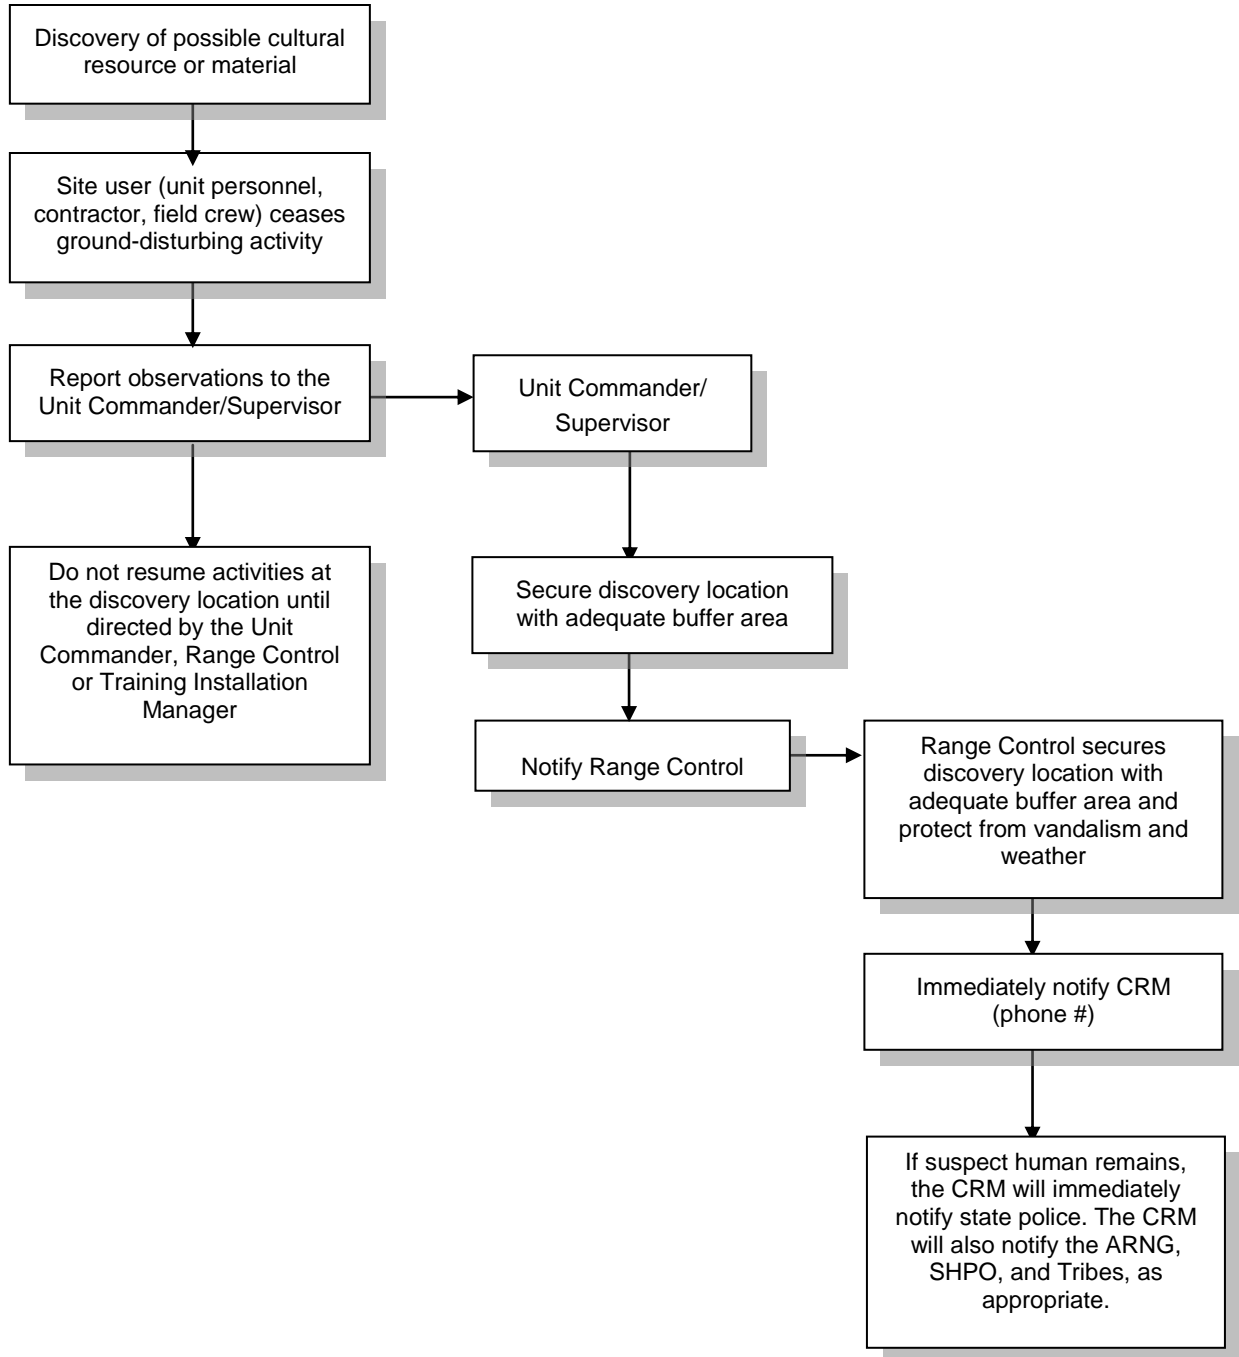 Discovery of possible cultural
resource or material
Site user (unit personnel,
contractor, field crew) ceases
ground-disturbing activity
Report observations to the
Unit Commander/Supervisor
Do not resume activities at
the discovery location until
directed by the Unit
Commander, Range Control
or Training Installation
Manager
Unit Commander/
Supervisor
Secure discovery location
with adequate buffer area
Notify Range Control
Range Control secures
discovery location with
adequate buffer area and
protect from vandalism and
weather
Immediately notify CRM
(phone #)
If suspect human remains,
the CRM will immediately
notify state police. The CRM
will also notify the ARNG,
SHPO, and Tribes, as
appropriate.